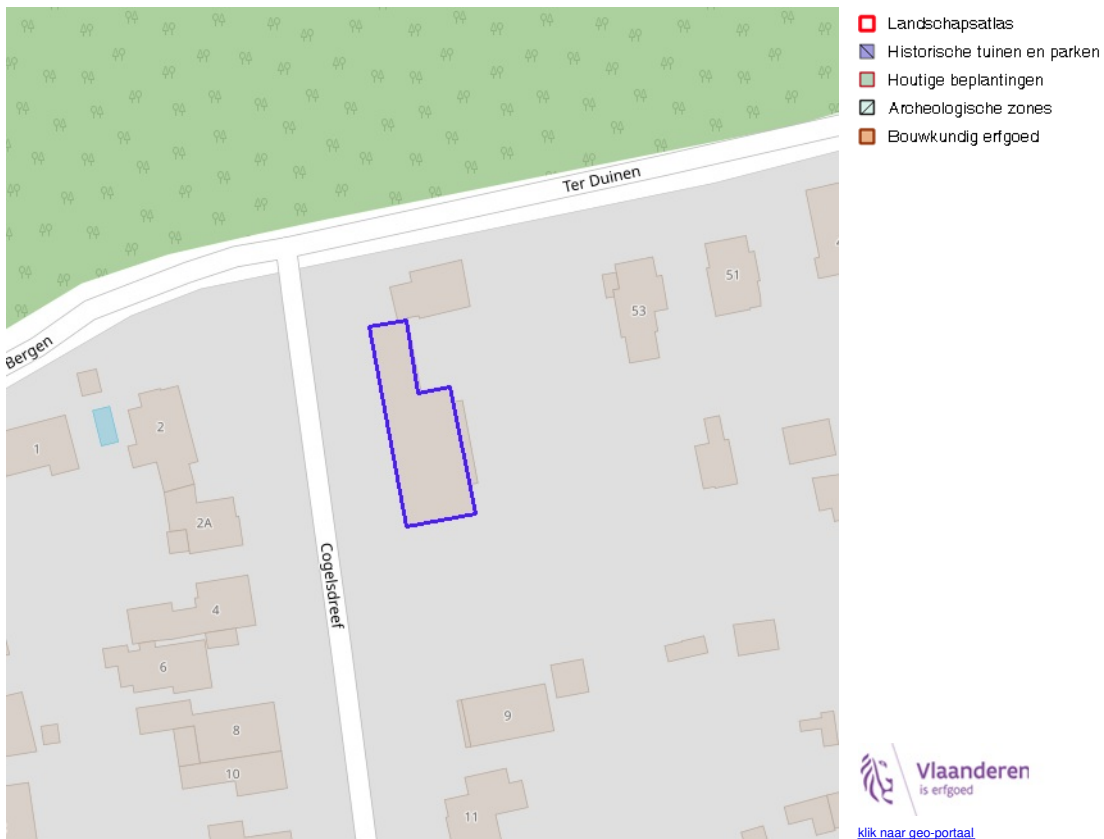 Ter Duinen
Bergen
Cogelsdreef
51
53
1
2
2A
4
6
8
10
9
11
Landschapsatlas
Historische tuinen en parken
Houtige beplantingen
Archeologische zones
Bouwkundig erfgoed
Vlaanderen
is erfgoed
klik naar geo-portaal